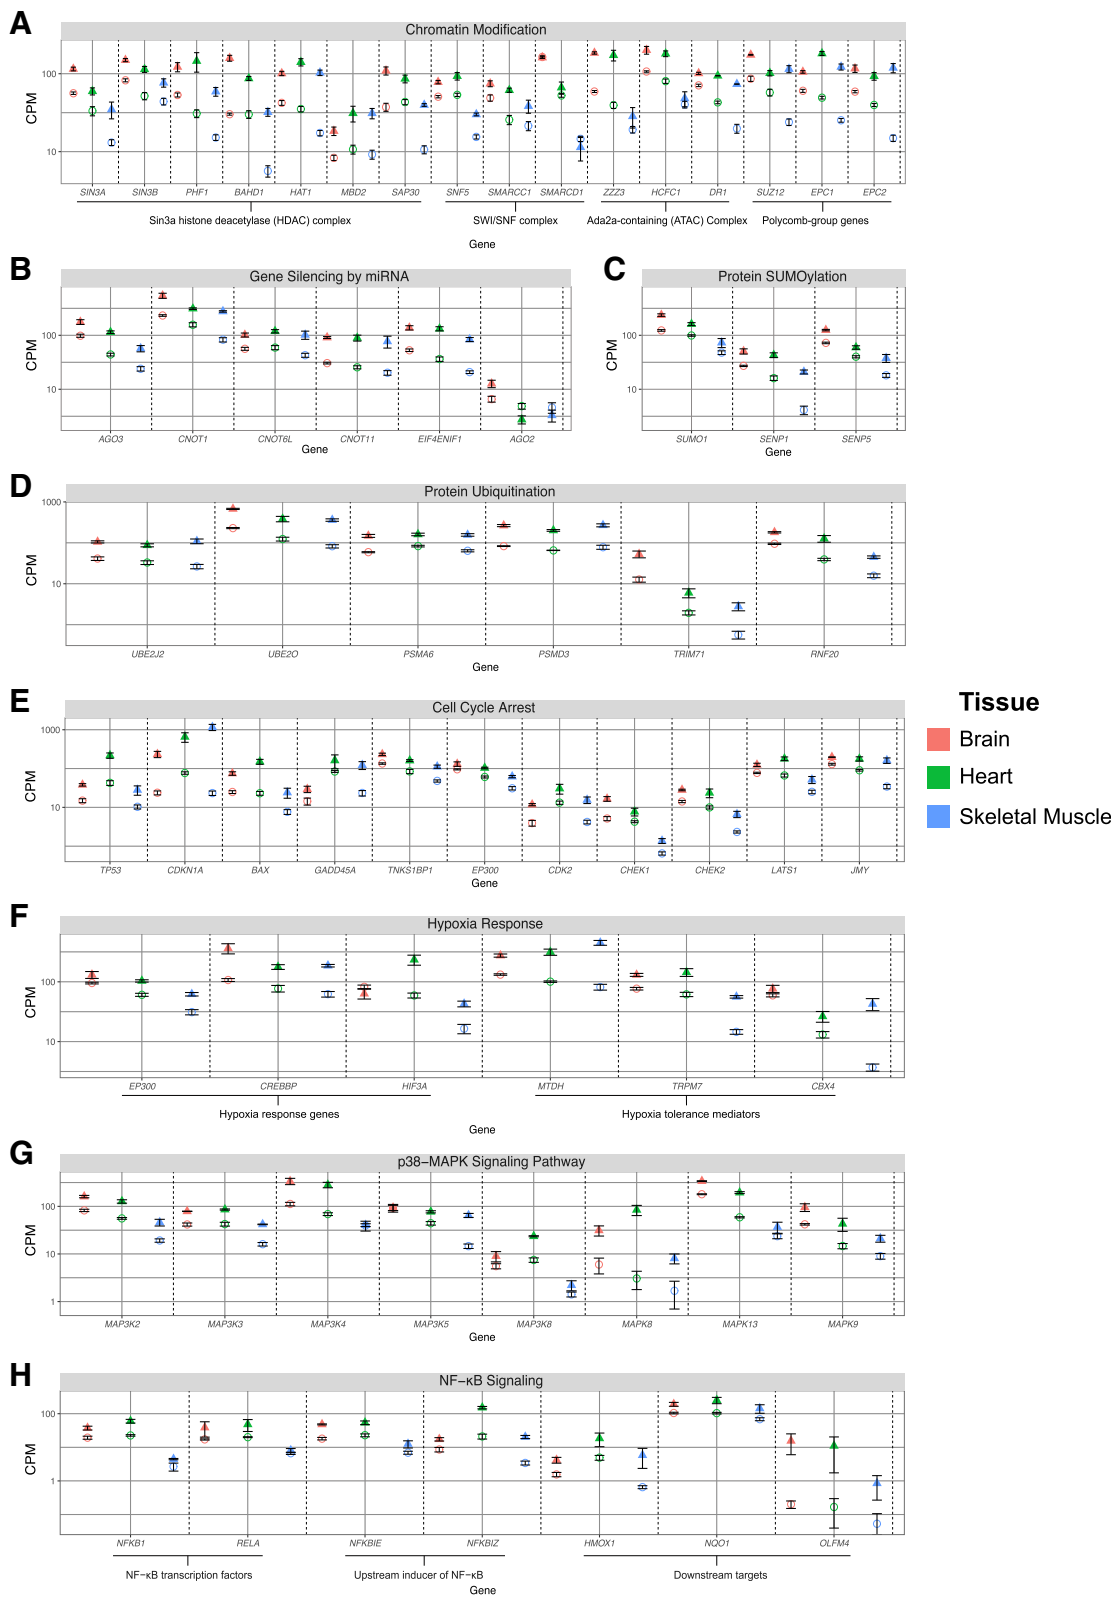 A
Chromatin Modification
CPM
100
10
SIN3A SIN3B PHF1 BAHD1 HAT1 MBD2 SAP30 SNF5 SMARCC1 SMARCD1 ZZZ3 HCFC1 DR1 SUZ12 EPC1 EPC2
Sin3a histone deacetylase (HDAC) complex SWI/SNF complex Ada2a-containing (ATAC) Complex Polycomb-group genes
Gene
B
Gene Silencing by miRNA
CPM
100
10
AGO3 CNOT1 CNOT6L CNOT11 EIF4ENIF1 AGO2
Gene
C
Protein SUMOylation
CPM
100
10
SUMO1 SENP1 SENP5
Gene
D
Protein Ubiquitination
CPM
1000
10
UBE2J2 UBE2O PSMA6 PSMD3 TRIM71 RNF20
Gene
E
Cell Cycle Arrest
CPM
1000
10
TP53 CDKN1A BAX GADD45A TNKS1BP1 EP300 CDK2 CHEK1 CHEK2 LATS1 JMY
Gene
Tissue
Brain
Heart
Skeletal Muscle
F
Hypoxia Response
CPM
100
10
EP300 CREBBP HIF3A MTDH TRPM7 CBX4
Hypoxia response genes Hypoxia tolerance mediators
Gene
G
p38−MAPK Signaling Pathway
CPM
100
10
1
MAP3K2 MAP3K3 MAP3K4 MAP3K5 MAP3K8 MAPK8 MAPK13 MAPK9
Gene
H
NF−κB Signaling
CPM
100
1
NFKB1 RELA NFKBIE NFKBIZ HMOX1 NQO1 OLFM4
NF-κB transcription factors Upstream inducer of NF-κB Downstream targets
Gene